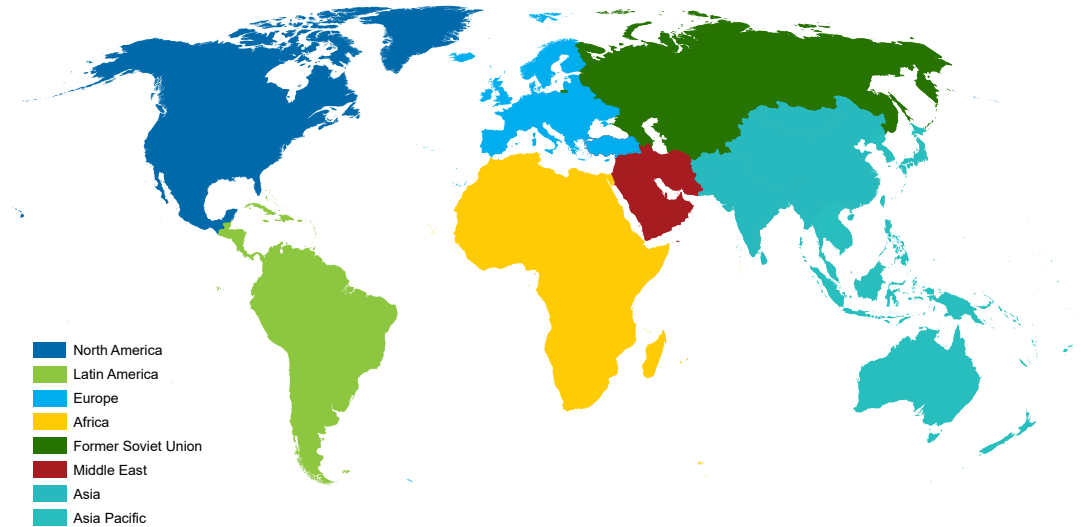 North America
Latin America
Europe
Africa
Former Soviet Union
Middle East
Asia
Asia Pacific